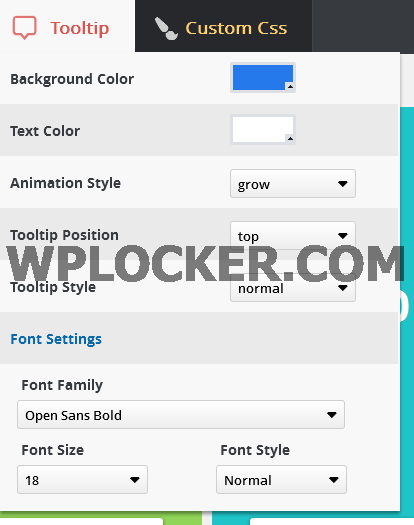 Tooltip Custom Css
Background Color
Text Color
Animation Style grow
Tooltip Position top
WPLOCKER.COM
Tooltip Style normal
Font Settings
Font Family
Open Sans Bold
Font Size Font Style
18 Normal